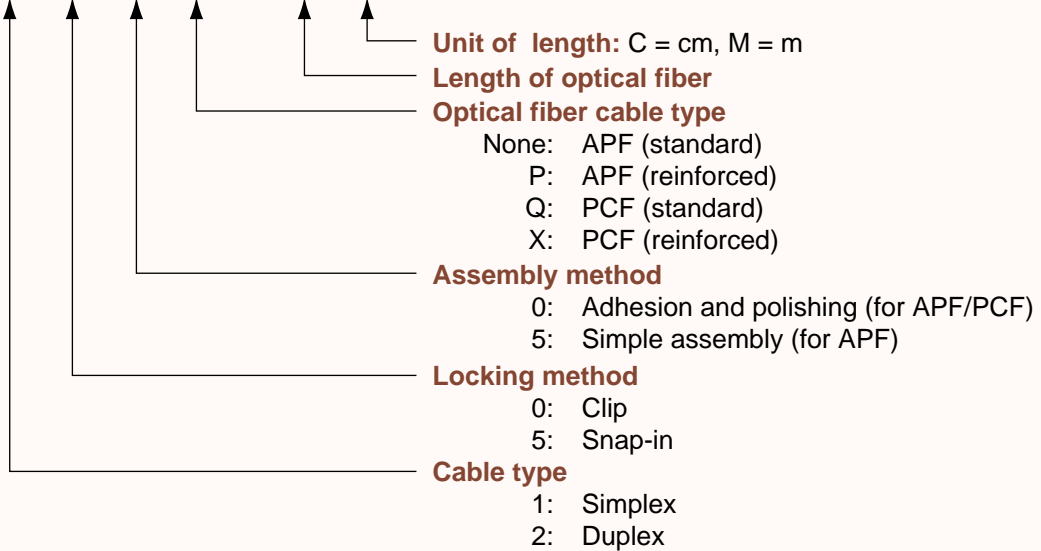 Unit of length: C = cm, M = m
Length of optical fiber
Optical fiber cable type
None: APF (standard)
P: APF (reinforced)
Q: PCF (standard)
X: PCF (reinforced)
Assembly method
0: Adhesion and polishing (for APF/PCF)
5: Simple assembly (for APF)
Locking method
0: Clip
5: Snap-in
Cable type
1: Simplex
2: Duplex